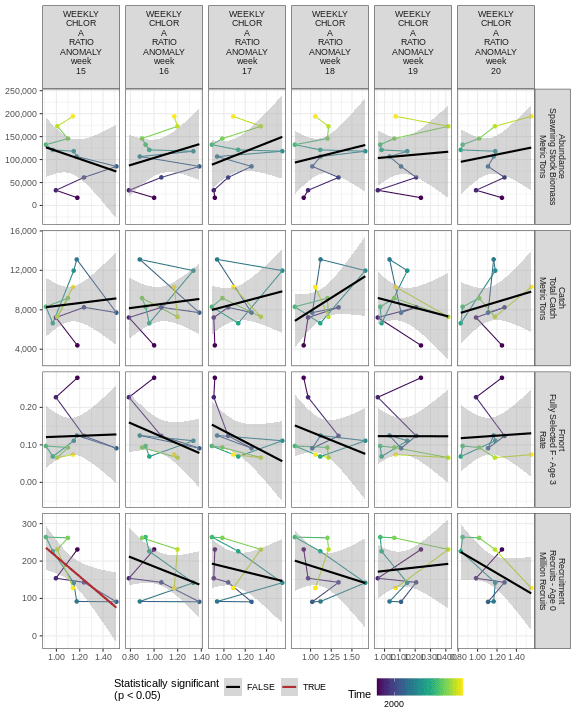 WEEKLY CHLOR A RATIO ANOMALY week 15
WEEKLY CHLOR A RATIO ANOMALY week 16
WEEKLY CHLOR A RATIO ANOMALY week 17
WEEKLY CHLOR A RATIO ANOMALY week 18
WEEKLY CHLOR A RATIO ANOMALY week 19
WEEKLY CHLOR A RATIO ANOMALY week 20
250,000
200,000
150,000
100,000
50,000
0
Abundance
Spawning Stock Biomass
Metric Tons
16,000
12,000
8,000
4,000
Catch
Total Catch
Metric Tons
0.20
0.10
0.00
Fmort
Fully Selected F - Age 3
Rate
300
200
100
0
Recruitment
Recruits - Age 0
Million Recruits
1.00 1.20 1.40
0.80 1.00 1.20 1.40
1.00 1.20 1.40
1.00 1.25 1.50
1.00
0.80 1.00 1.20 1.40
Statistically significant
(p < 0.05)
FALSE
TRUE
Time
2000